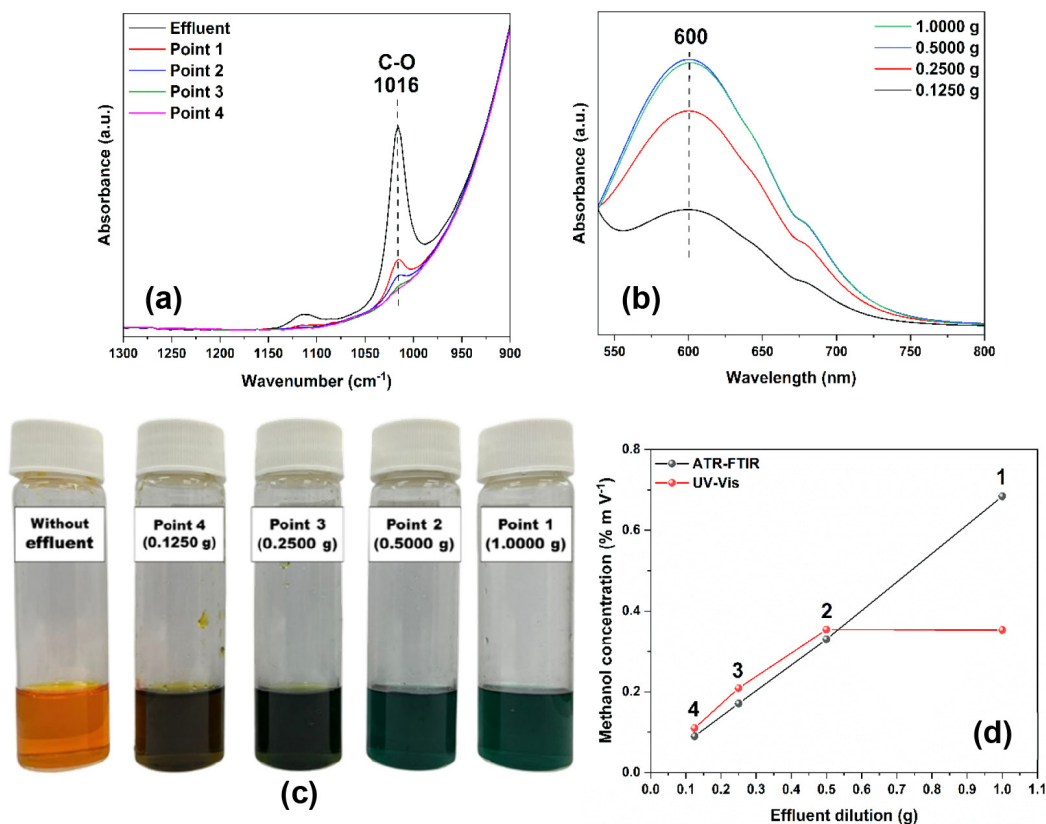 Effluent
Point 1
Point 2
Point 3
Point 4
C-O
1016
Absorbance (a.u.)
(a)
1300 1250 1200 1150 1100 1050 1000 950 900
Wavenumber (cm⁻¹)
600
1.0000 g
0.5000 g
0.2500 g
0.1250 g
Absorbance (a.u.)
(b)
550 600 650 700 750 800
Wavelength (nm)
Without
effluent
Point 4
(0.1250 g)
Point 3
(0.2500 g)
Point 2
(0.5000 g)
Point 1
(1.0000 g)
(c)
ATR-FTIR
UV-Vis
Methanol concentration (% m V⁻¹)
0.8
0.6
0.4
0.2
0.0
1
2
3
4
(d)
0.0 0.1 0.2 0.3 0.4 0.5 0.6 0.7 0.8 0.9 1.0 1.1
Effluent dilution (g)